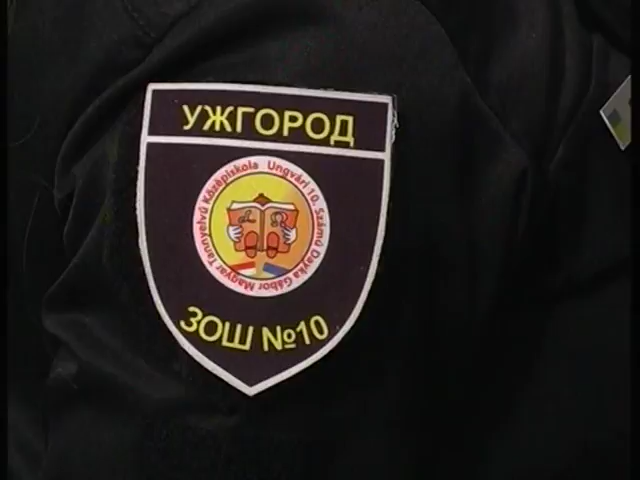 УЖГОРОД
Ungvári 10. Számú Dayka Gábor Magyar Tannyelvű Középiskola
ЗОШ №10